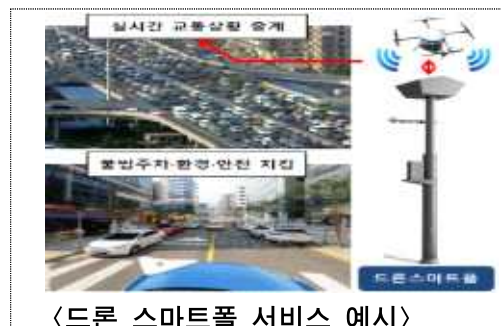 실시간 교통상황 중계
불법주차·환경·안전 지킴
드론스마트폴
〈드론 스마트폴 서비스 예시〉